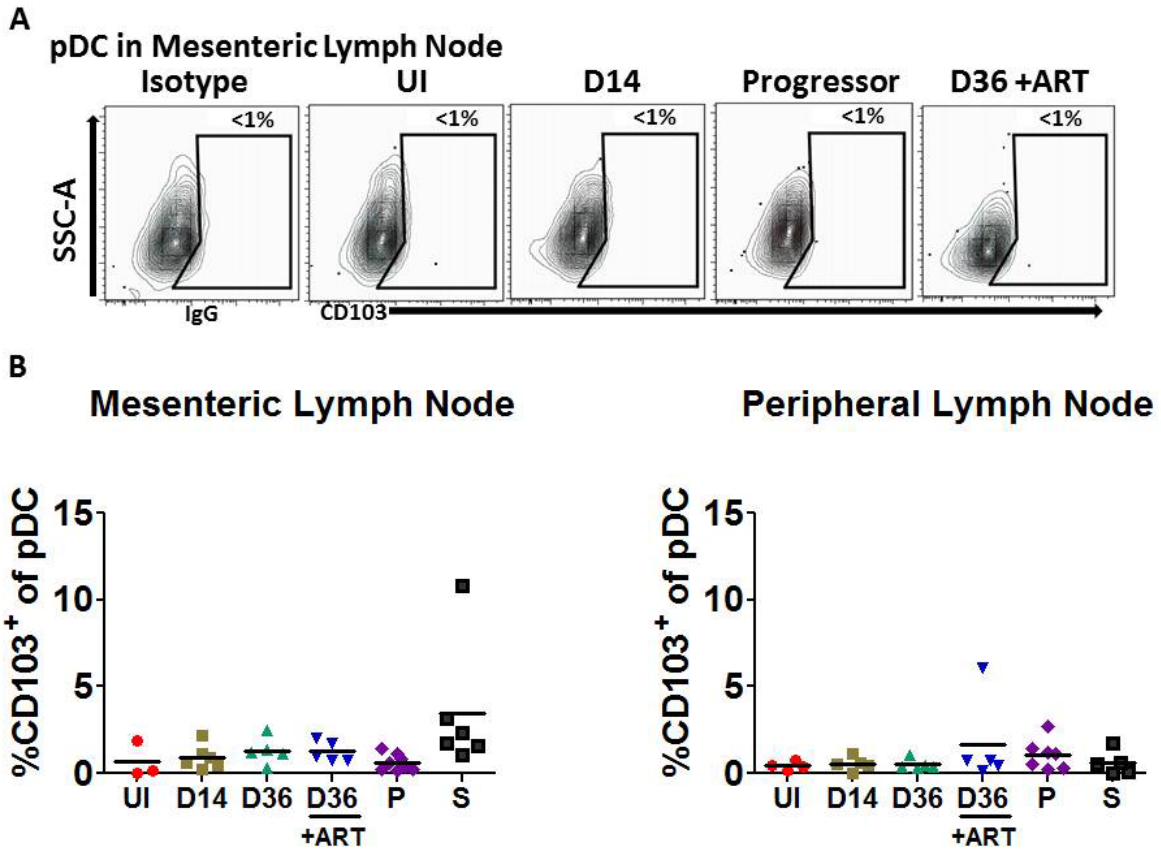 A
pDC in Mesenteric Lymph Node
Isotype UI D14 Progressor D36 +ART
<1% <1% <1% <1% <1%
SSC-A
IgG CD103
B
Mesenteric Lymph Node Peripheral Lymph Node
%CD103+ of pDC
15
10
5
0
UI D14 D36 D36 P S
+ART
%CD103+ of pDC
15
10
5
0
UI D14 D36 D36 P S
+ART